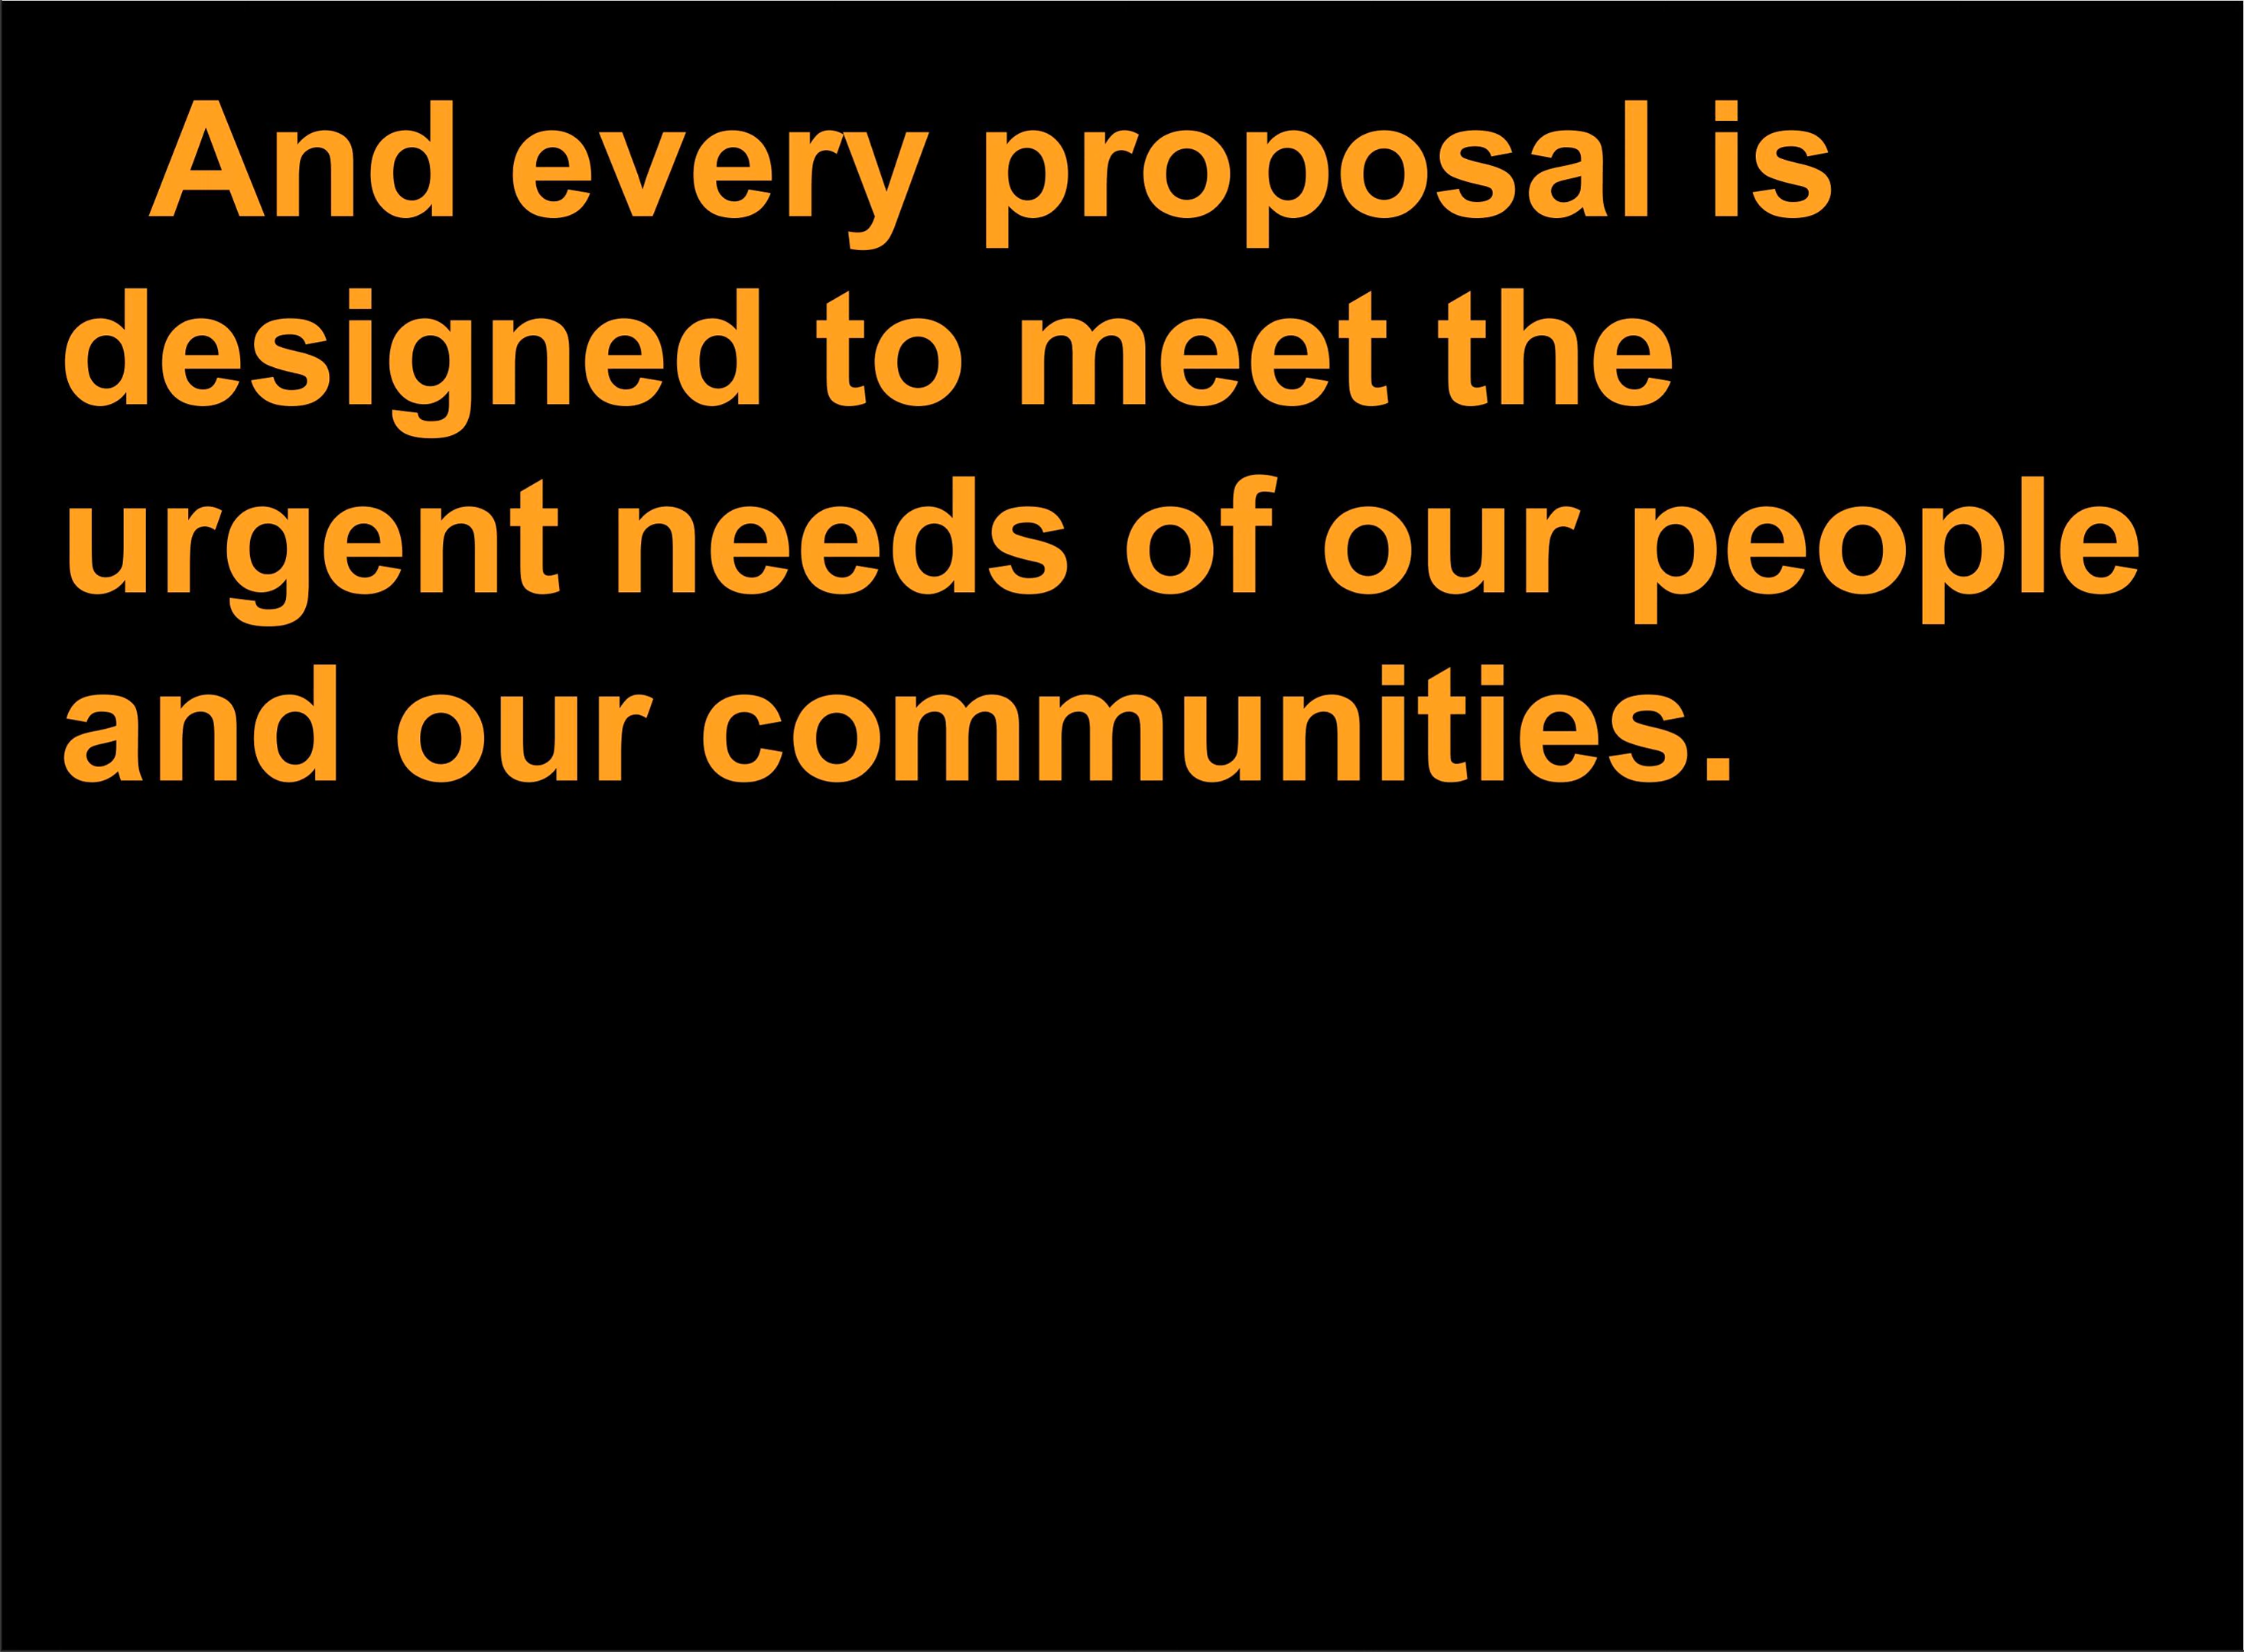 And every proposal is
designed to meet the
urgent needs of our people
and our communities.